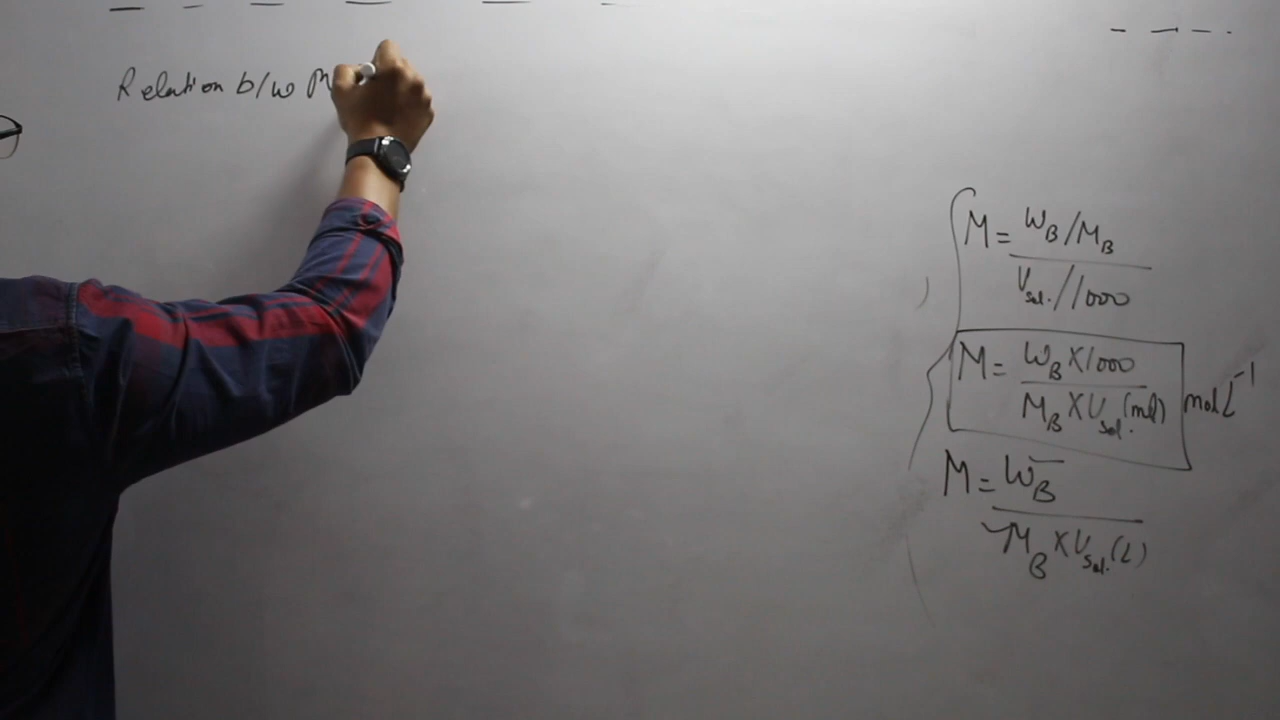 Relation b/w M
M = WB/MB
Vsol./1000
M = WB X 1000
MB X Vsol.(ml) mol L⁻¹
M = WB
MB X Vsol.(L)